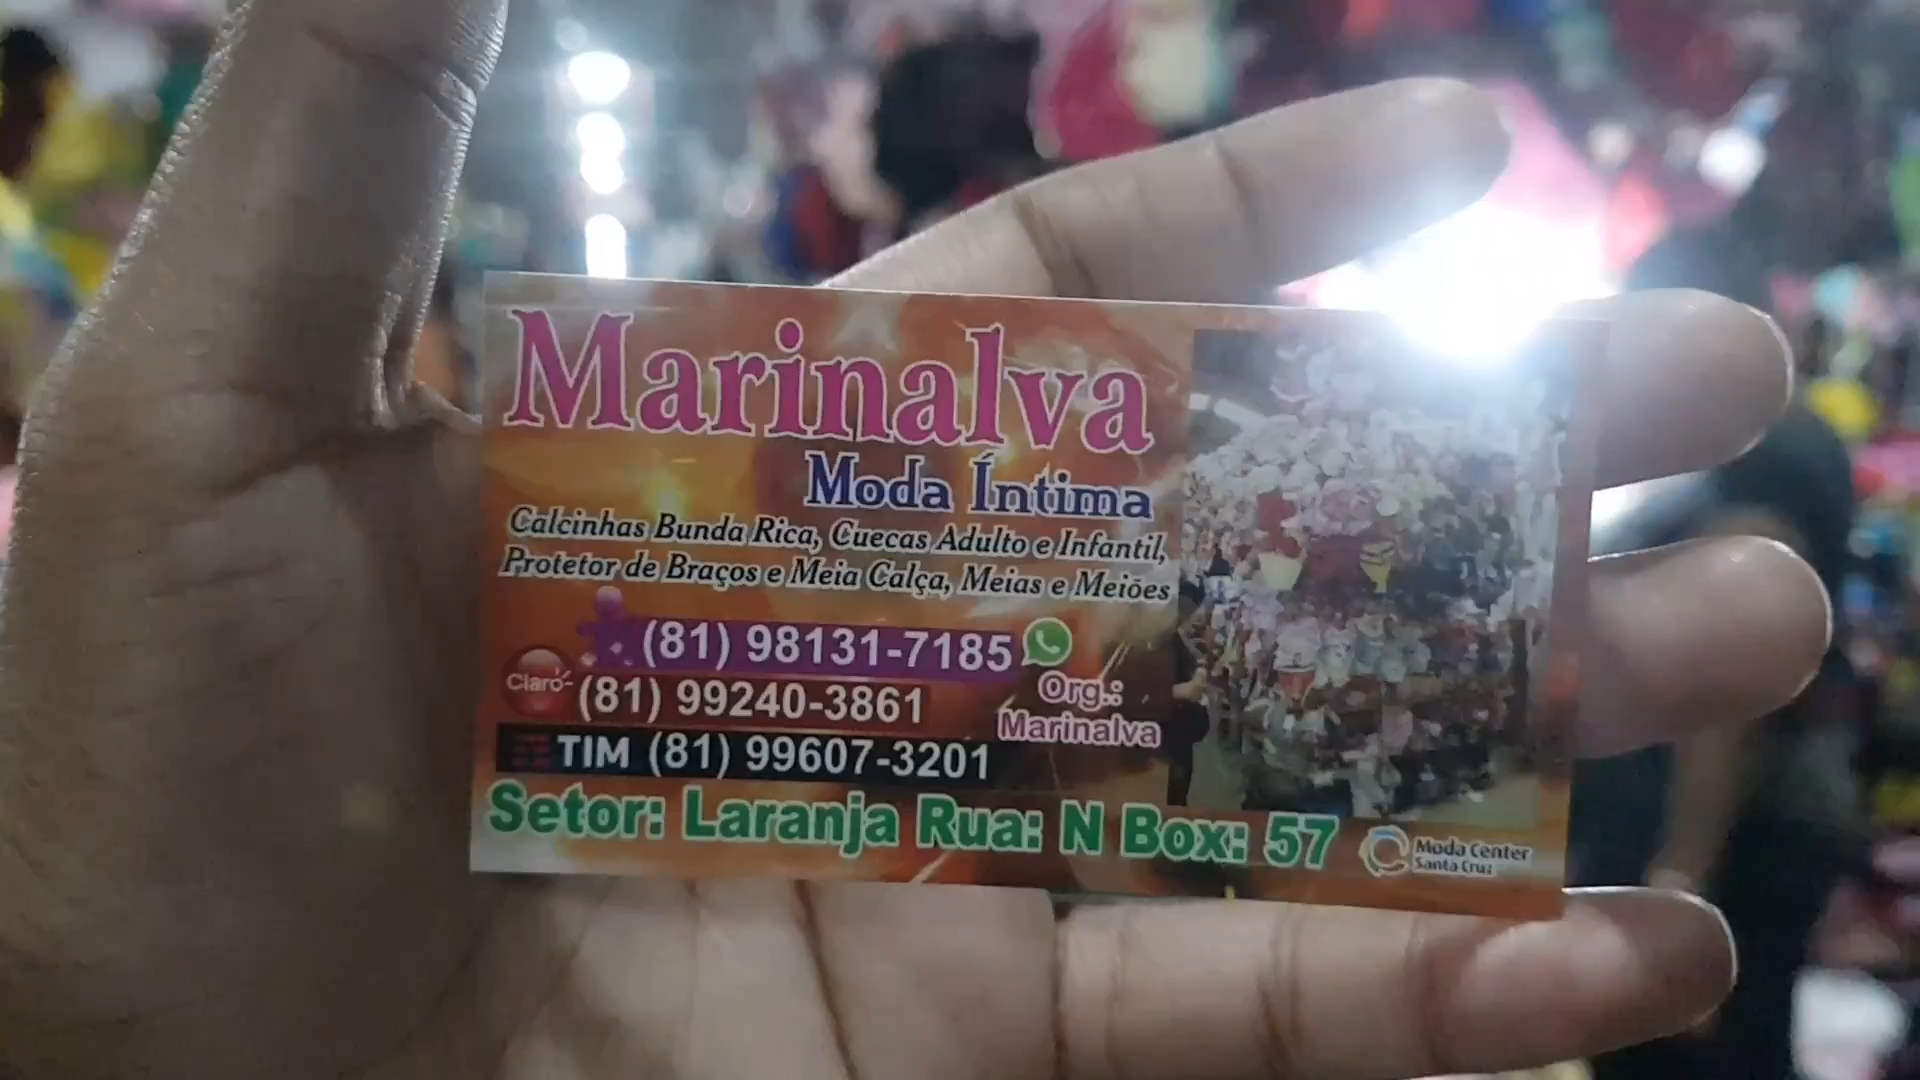 Marinalva
Moda Íntima
Calcinhas Bunda Rica, Cuecas Adulto e Infantil,
Protetor de Braços e Meia Calça, Meias e Meiões
(81) 98131-7185
Claro (81) 99240-3861
Org.:
Marinalva
TIM (81) 99607-3201
Setor: Laranja Rua: N Box: 57
Moda Center
Santa Cruz